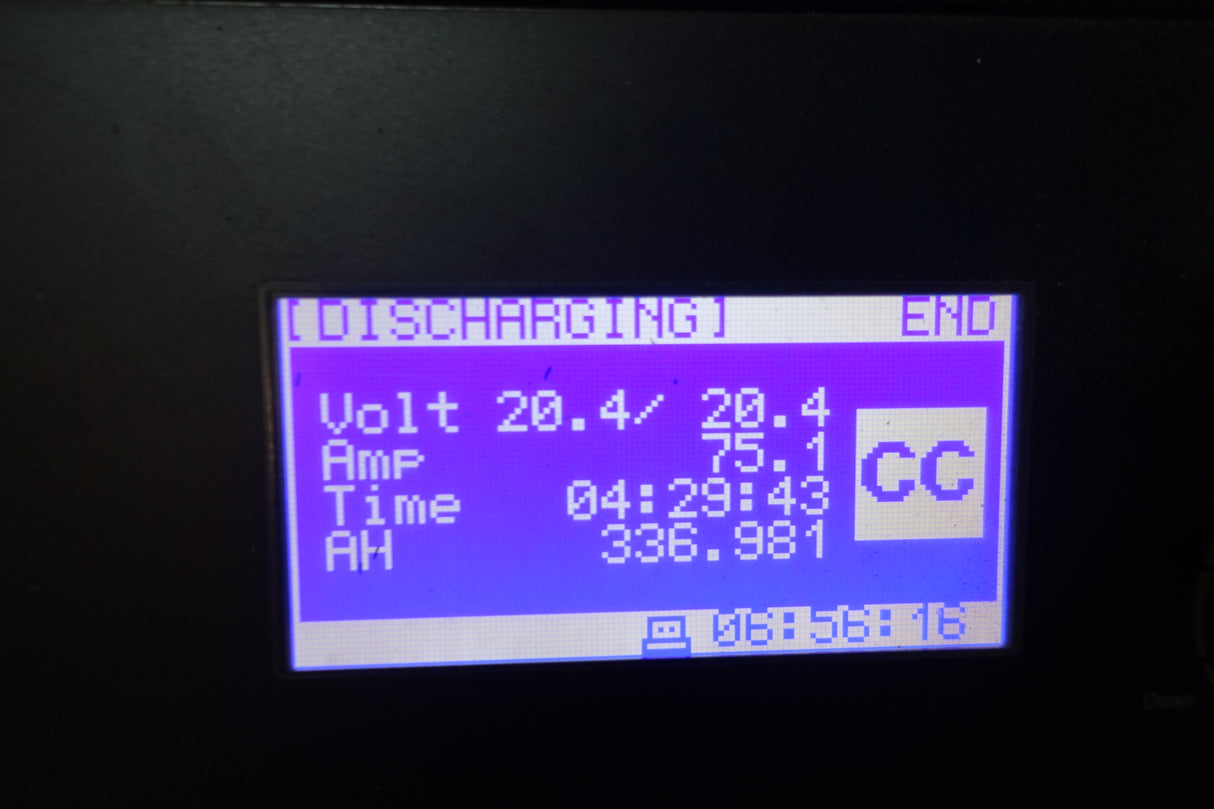 [DISCHARGING] END
Volt 20.4/ 20.4
Amp 75.1
CC
Time 04:29:43
AH 336.981
06:56:16
Down